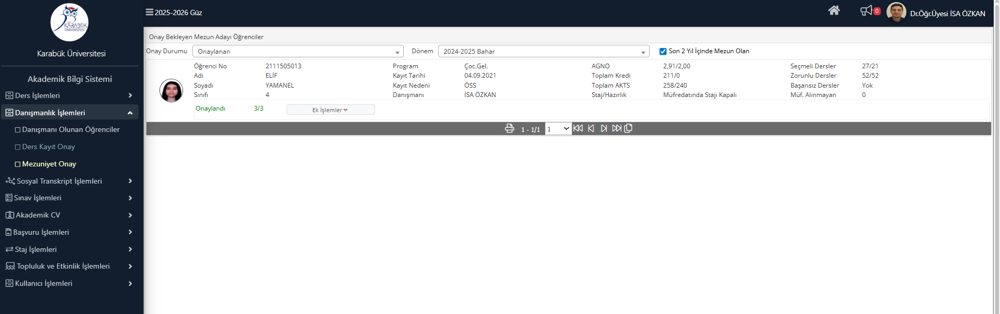 KARABÜK
ÜNİVERSİTESİ
Karabük Üniversitesi
Akademik Bilgi Sistemi
Ders İşlemleri
Danışmanlık İşlemleri
Danışmanı Olunan Öğrenciler
Ders Kayıt Onay
Mezuniyet Onay
Sosyal Transkript İşlemleri
Sınav İşlemleri
Akademik CV
Başvuru İşlemleri
Staj İşlemleri
Topluluk ve Etkinlik İşlemleri
Kullanıcı İşlemleri
2025-2026 Güz
0 Dr.Öğr.Üyesi İSA ÖZKAN
Onay Bekleyen Mezun Adayı Öğrenciler
Onay Durumu Onaylanan Dönem 2024-2025 Bahar Son 2 Yıl İçinde Mezun Olan
Öğrenci No 2111505013 Program Çoc.Gel. AGNO 2,91/2,00 Seçmeli Dersler 27/21
Adı ELİF Kayıt Tarihi 04.09.2021 Toplam Kredi 211/0 Zorunlu Dersler 52/52
Soyadı YAMANEL Kayıt Nedeni ÖSS Toplam AKTS 258/240 Başarısız Dersler Yok
Sınıfı 4 Danışmanı İSA ÖZKAN Staj/Hazırlık Müfredatında Stajı Kapalı Müf. Alınmayan 0
Onaylandı 3/3 Ek İşlemler
1 - 1/1 1